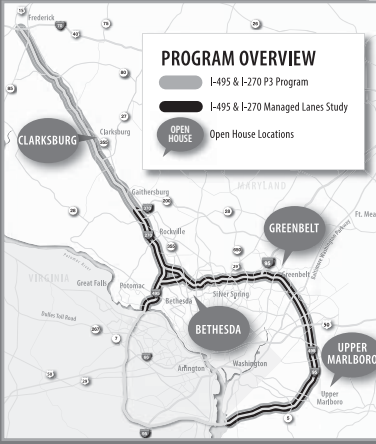 PROGRAM OVERVIEW
I-495 & I-270 P3 Program
I-495 & I-270 Managed Lanes Study
OPEN
HOUSE
Open House Locations
Frederick
CLARKSBURG
Clarksburg
Gaithersburg
MARYLAND
Rockville
GREENBELT
Ft. Mea
Baltimore Washington Parkway
VIRGINIA
Great Falls
Potomac
Greenbelt
Silver Spring
Bethesda
Dulles Toll Road
BETHESDA
Arlington
Washington
UPPER
MARLBORO
Upper
Marlboro